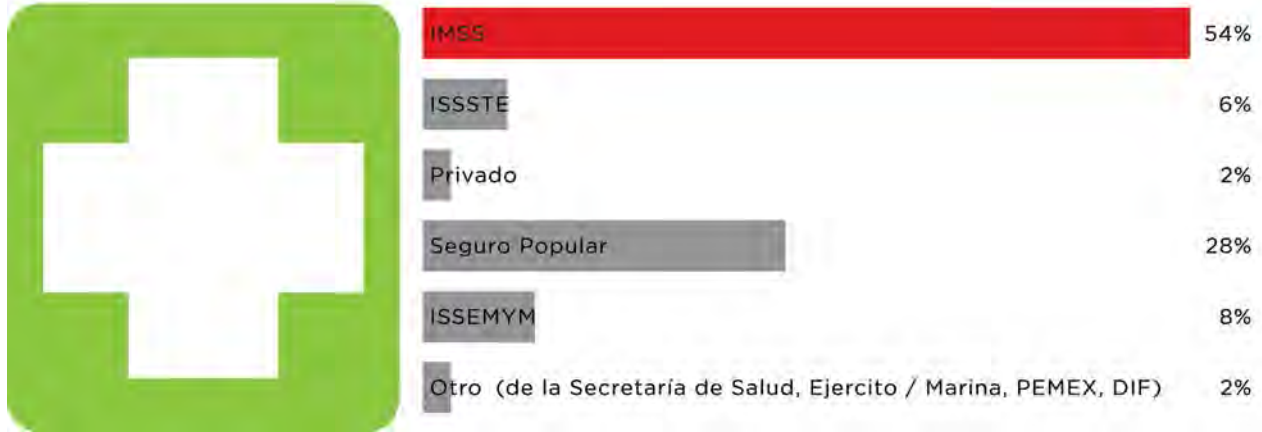 IMSS 54%
ISSSTE 6%
Privado 2%
Seguro Popular 28%
ISSEMYM 8%
Otro (de la Secretaría de Salud, Ejercito / Marina, PEMEX, DIF) 2%